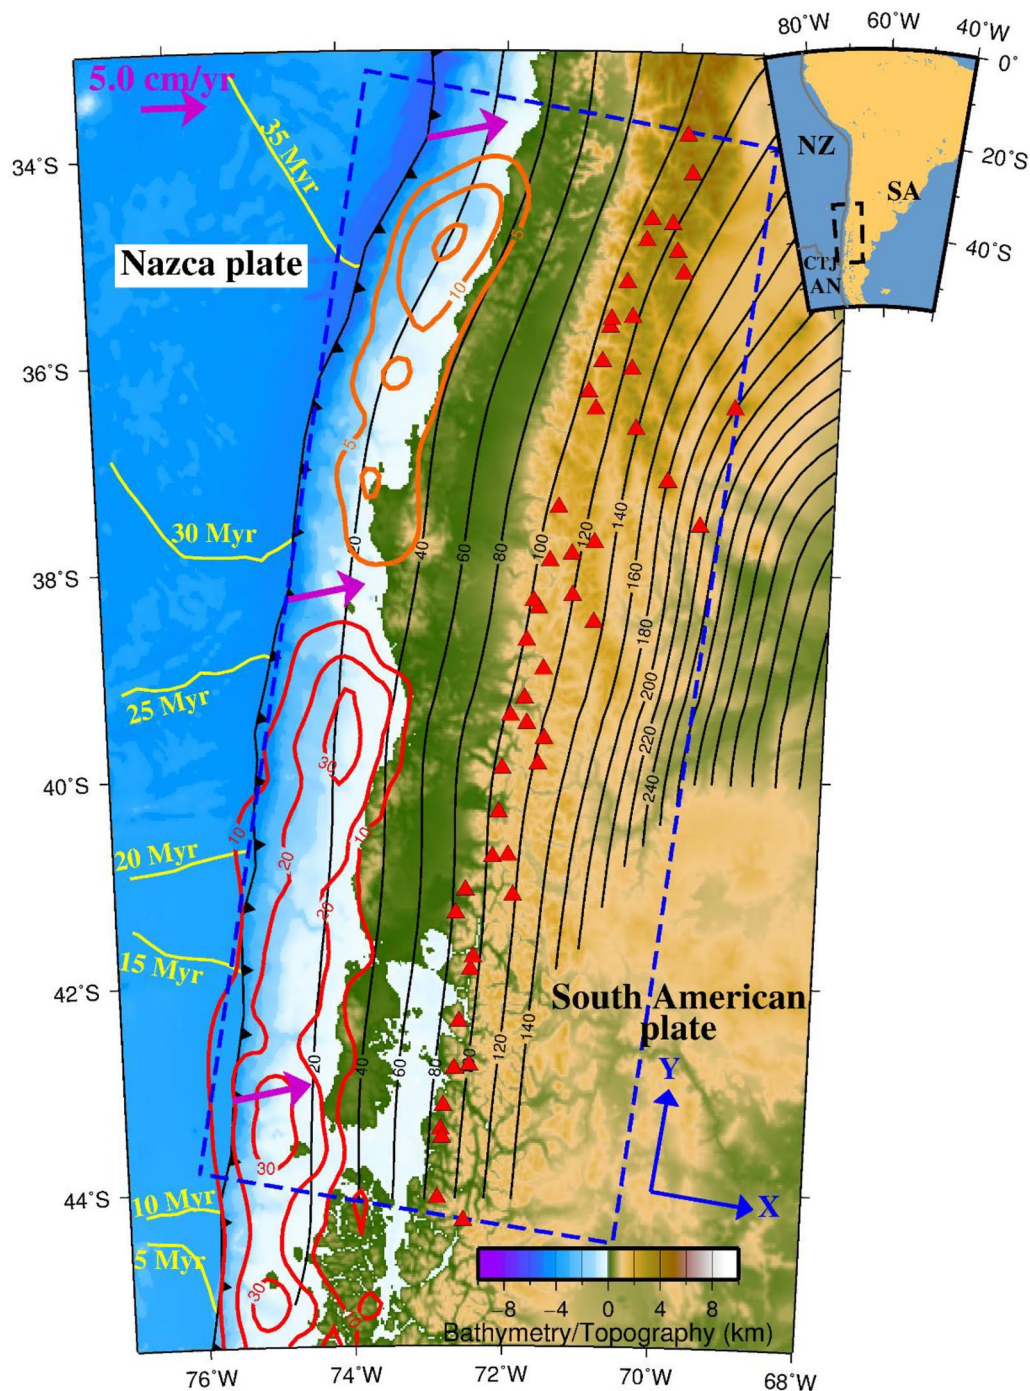 80°W
60°W
40°W
0°
20°S
40°S
NZ
SA
CTJ
AN
5.0 cm/yr
35 Myr
34°S
Nazca plate
5
10
36°S
5
30 Myr
20
40
60
80
100
120
140
160
180
200
220
240
38°S
25 Myr
30
40°S
10
10
20
20
20 Myr
15 Myr
42°S
South American
plate
20
40
60
80
120
140
Y
X
30
44°S
10 Myr
5 Myr
30
−8
−4
0
4
8
Bathymetry/Topography (km)
76°W
74°W
72°W
70°W
68°W